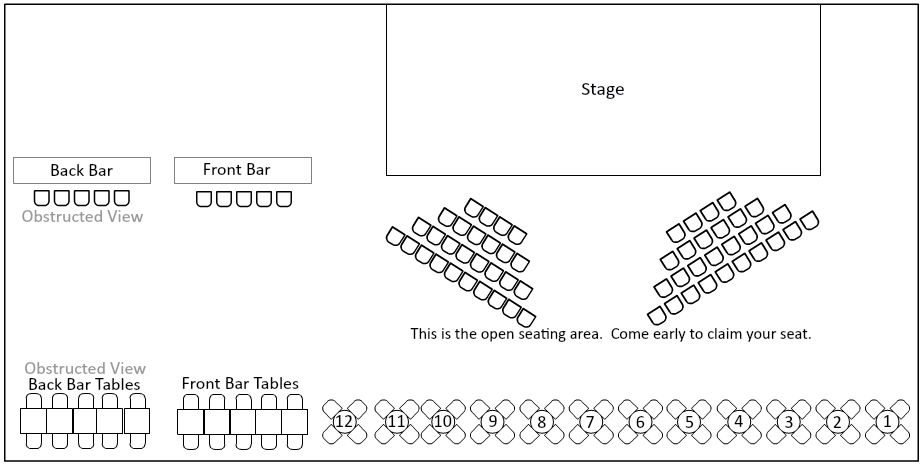 Stage
Back Bar
Front Bar
Obstructed View
This is the open seating area.  Come early to claim your seat.
Obstructed View
Back Bar Tables
Front Bar Tables
12 11 10 9 8 7 6 5 4 3 2 1